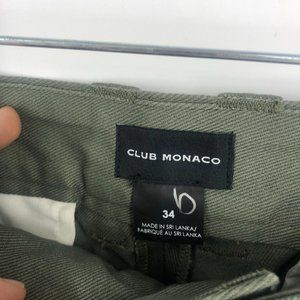 CLUB MONACO
34
MADE IN SRI LANKA/
FABRIQUÉ AU SRI LANKA